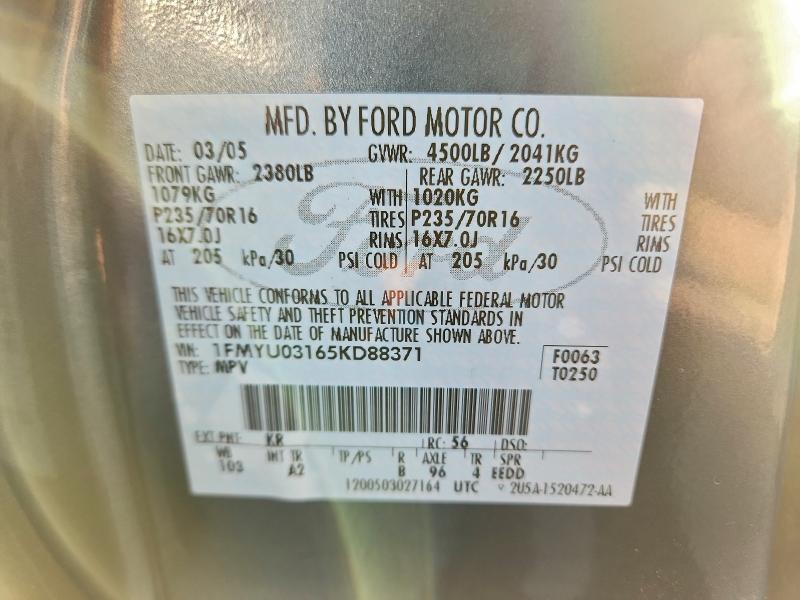 MFD. BY FORD MOTOR CO.
DATE: 03/05 GVWR: 4500LB/ 2041KG
FRONT GAWR: 2380LB REAR GAWR: 2250LB
1079KG WITH 1020KG WITH
P235/70R16 TIRES P235/70R16 TIRES
16X7.0J RIMS 16X7.0J RIMS
AT 205 kPa/30 PSI COLD AT 205 kPa/30 PSI COLD
Ford
THIS VEHICLE CONFORMS TO ALL APPLICABLE FEDERAL MOTOR
VEHICLE SAFETY AND THEFT PREVENTION STANDARDS IN
EFFECT ON THE DATE OF MANUFACTURE SHOWN ABOVE.
VIN: 1FMYU03165KD88371 F0063
TYPE: MPV T0250
EXT PNT: KR RC: 56 DSO:
WB INT TR TP/PS R AXLE TR SPR
103 A2 B 96 4 EEDD
1200503027164 UTC 2U5A-1520472-AA